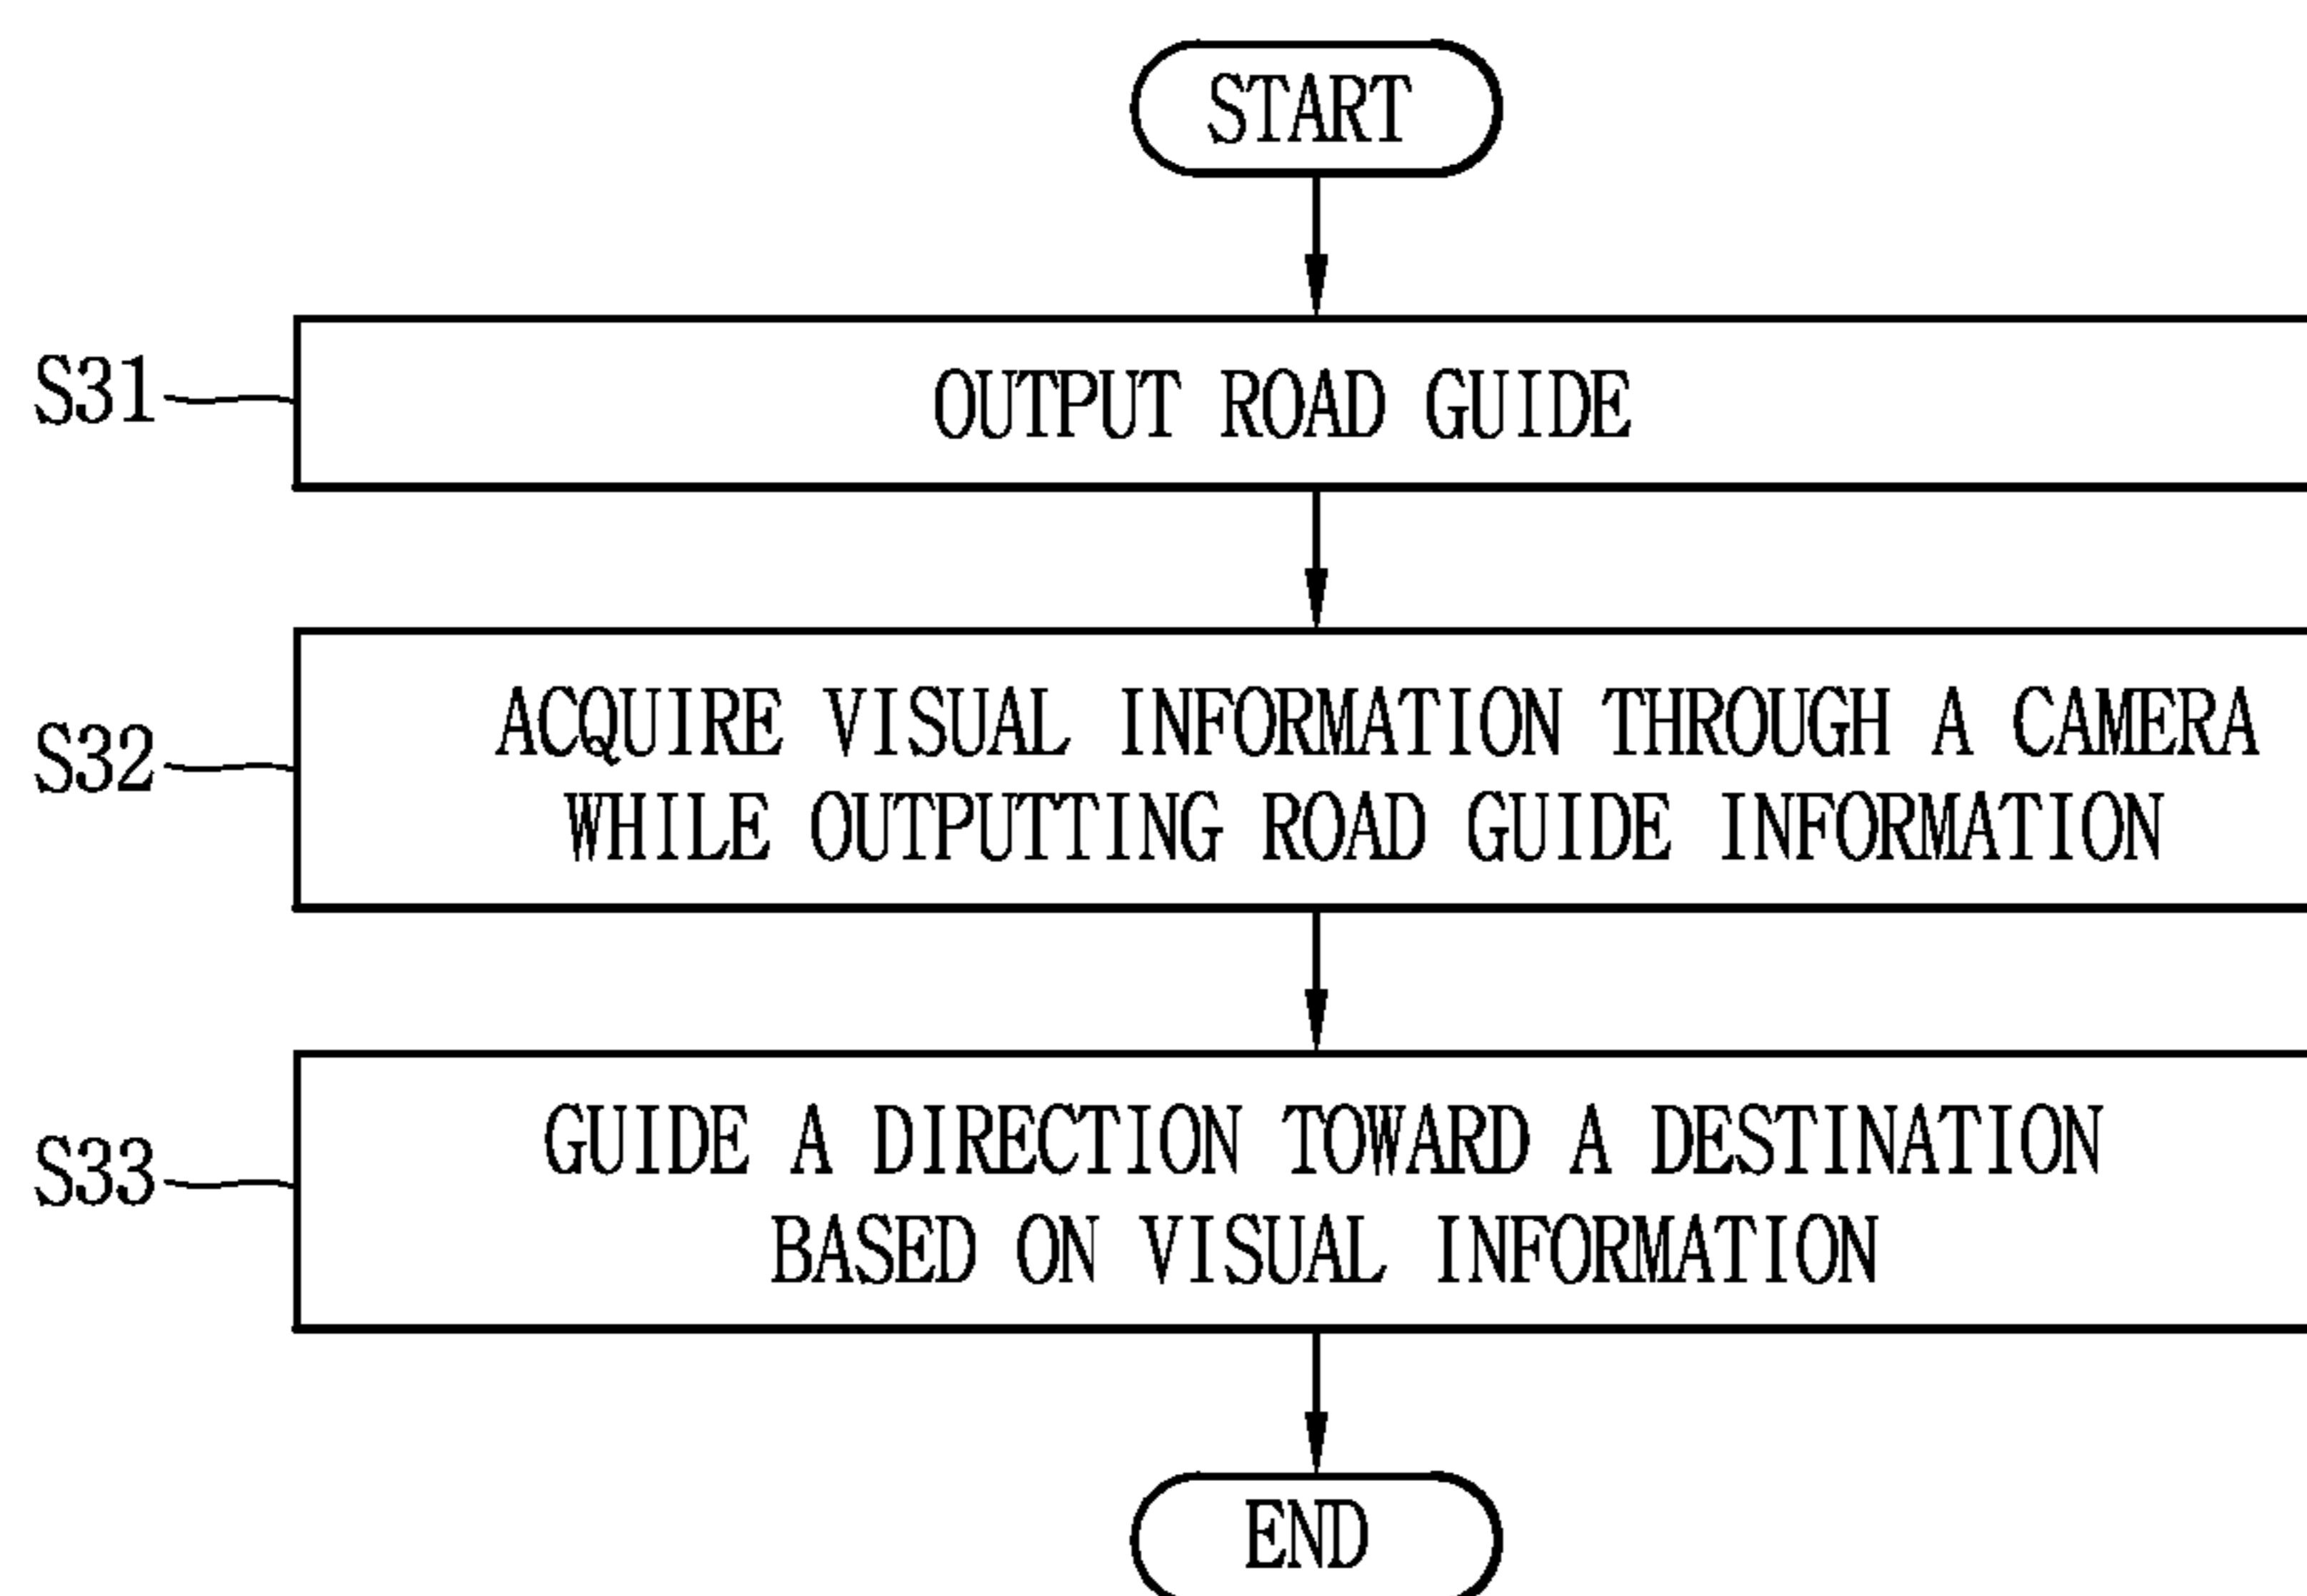 START
S31
OUTPUT ROAD GUIDE
S32
ACQUIRE VISUAL INFORMATION THROUGH A CAMERA
WHILE OUTPUTTING ROAD GUIDE INFORMATION
S33
GUIDE A DIRECTION TOWARD A DESTINATION
BASED ON VISUAL INFORMATION
END